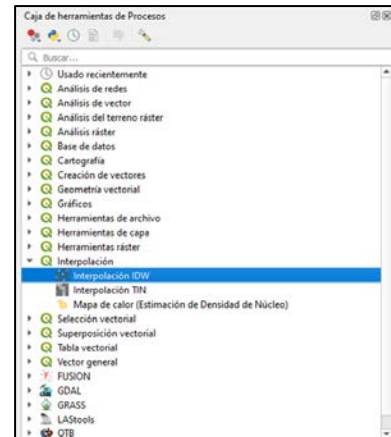 Caja de herramientas de Procesos
Buscar...
Usado recientemente
Análisis de redes
Análisis de vector
Análisis del terreno ráster
Análisis ráster
Base de datos
Cartografía
Creación de vectores
Geometría vectorial
Gráficos
Herramientas de archivo
Herramientas de capa
Herramientas ráster
Interpolación
Interpolación IDW
Interpolación TIN
Mapa de calor (Estimación de Densidad de Núcleo)
Selección vectorial
Superposición vectorial
Tabla vectorial
Vector general
FUSION
GDAL
GRASS
LAStools
OTB